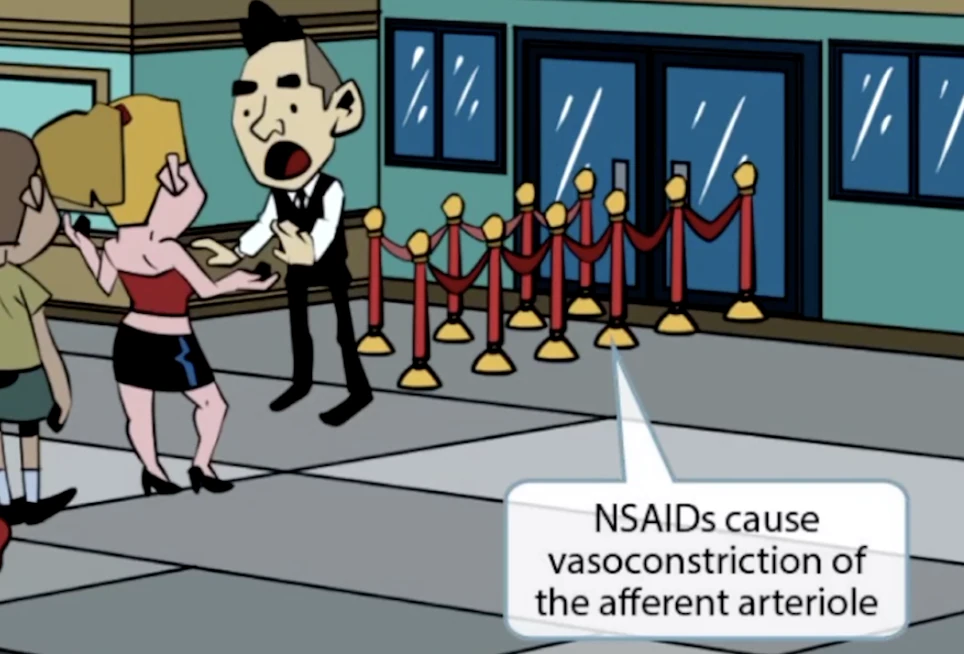 NSAIDs cause
vasoconstriction of
the afferent arteriole